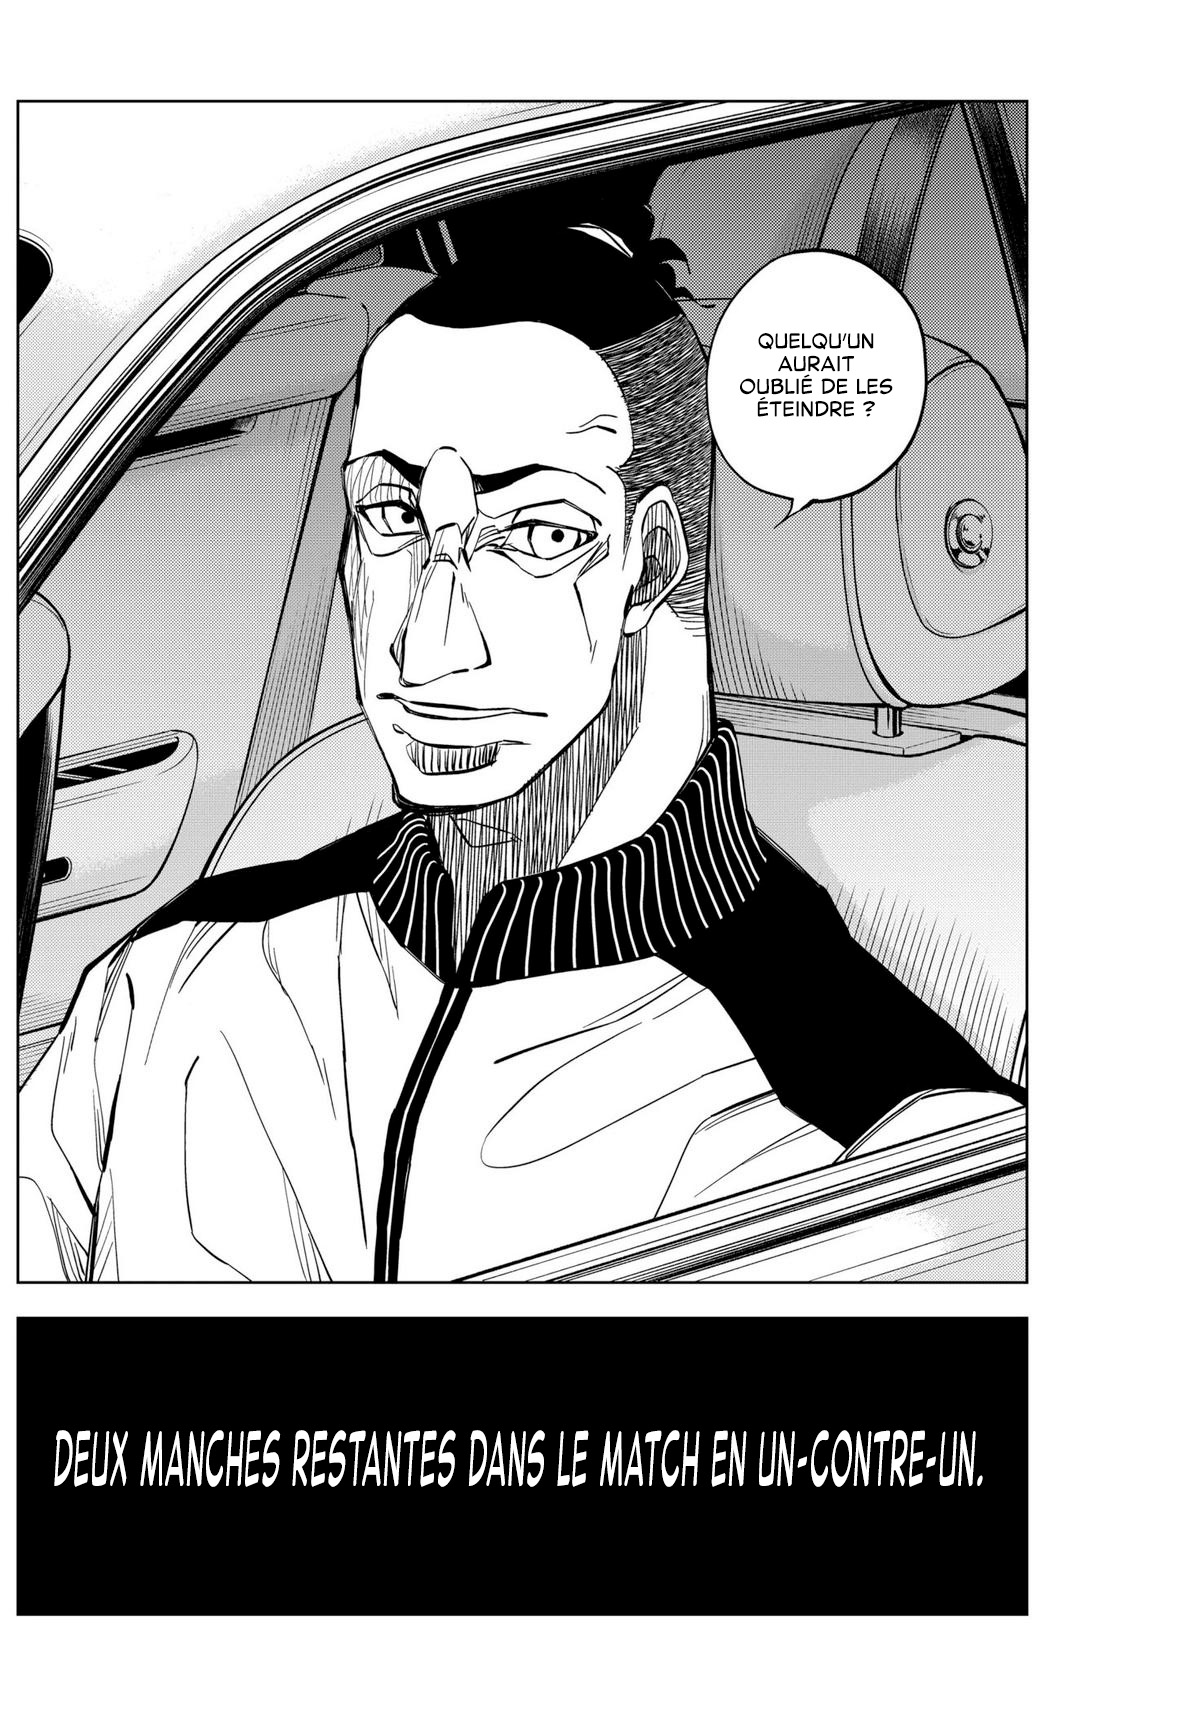 QUELQU'UN
AURAIT
OUBLIÉ DE LES
ÉTEINDRE ?
DEUX MANCHES RESTANTES DANS LE MATCH EN UN-CONTRE-UN.